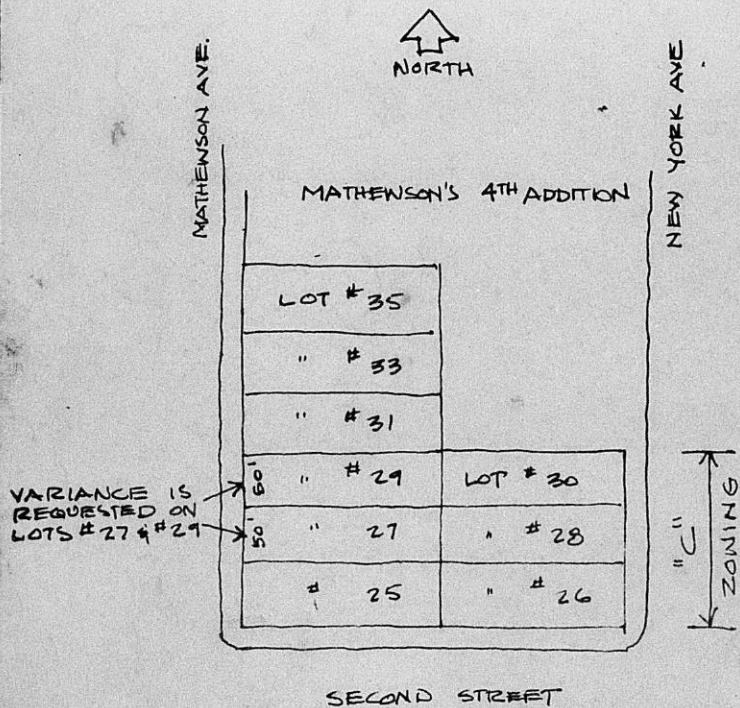 NORTH
MATHEWSON AVE.
NEW YORK AVE.
MATHEWSON'S 4TH ADDITION
LOT # 35
" # 33
" # 31
50' " # 29
LOT # 30
VARIANCE IS
REQUESTED ON
LOTS # 27 & # 29
50' " 27
" # 28
# 25
" # 26
"C"
ZONING
SECOND STREET